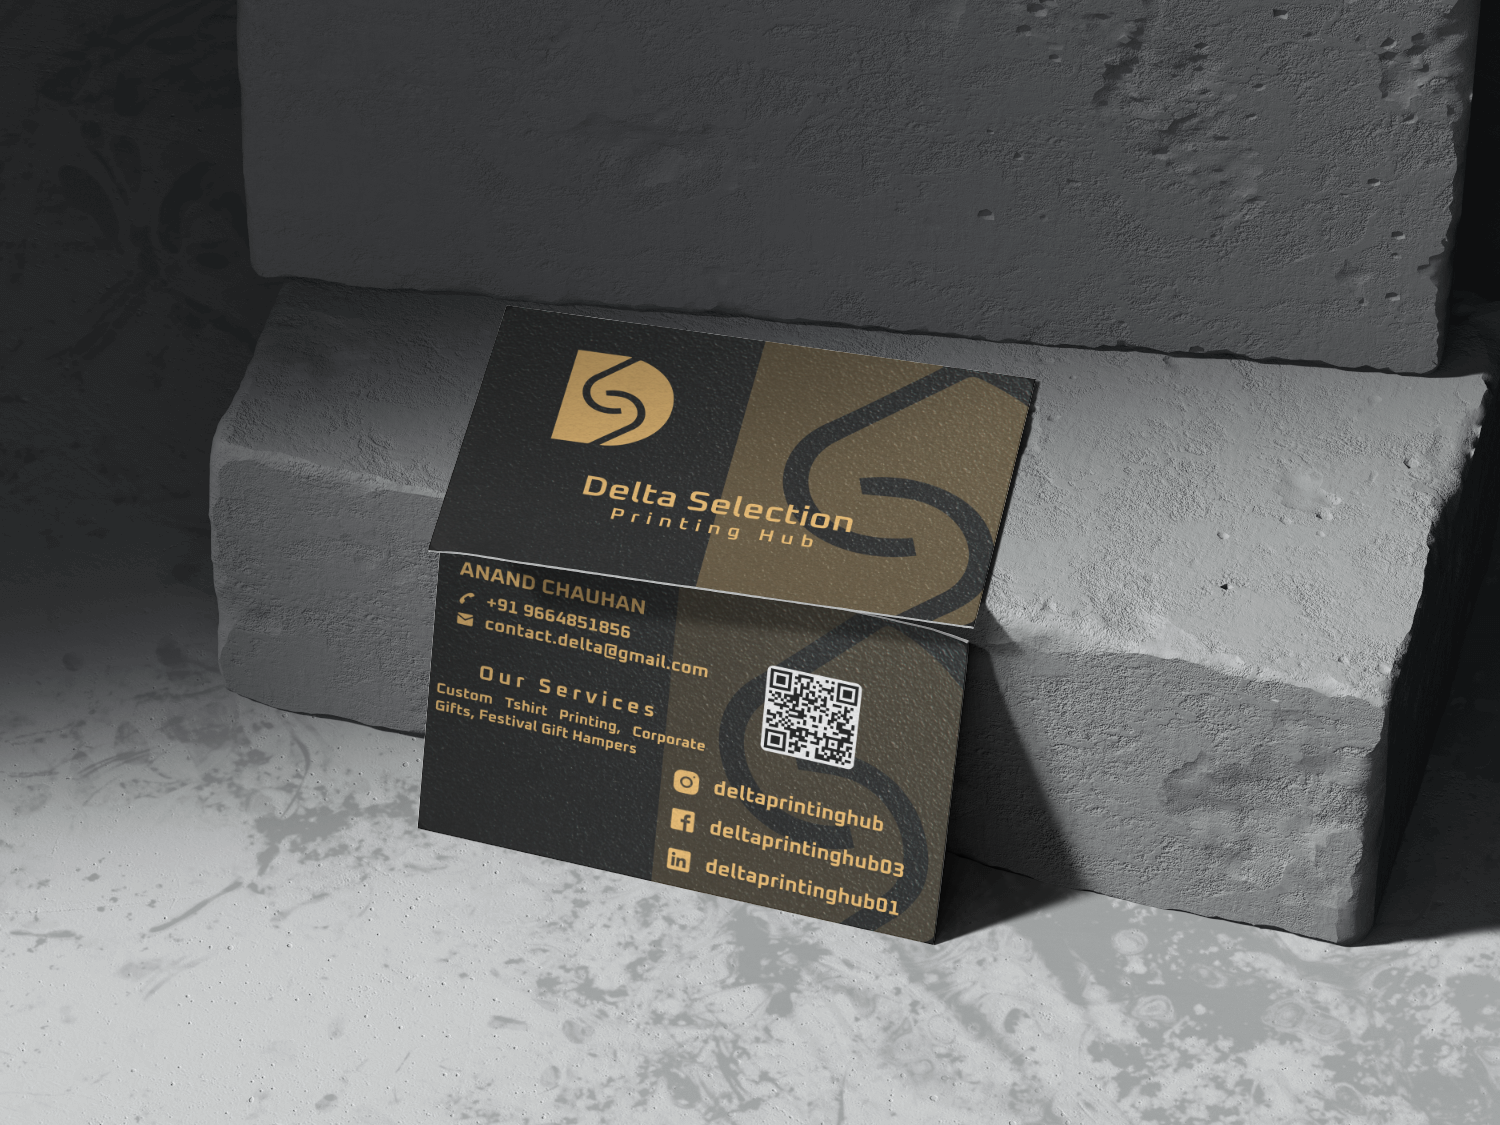 Delta Selection
Printing Hub
ANAND CHAUHAN
+91 9664851856
contact.delta@gmail.com
Our Services
Custom Tshirt Printing, Corporate
Gifts, Festival Gift Hampers
deltaprintinghub
deltaprintinghub03
deltaprintinghub01